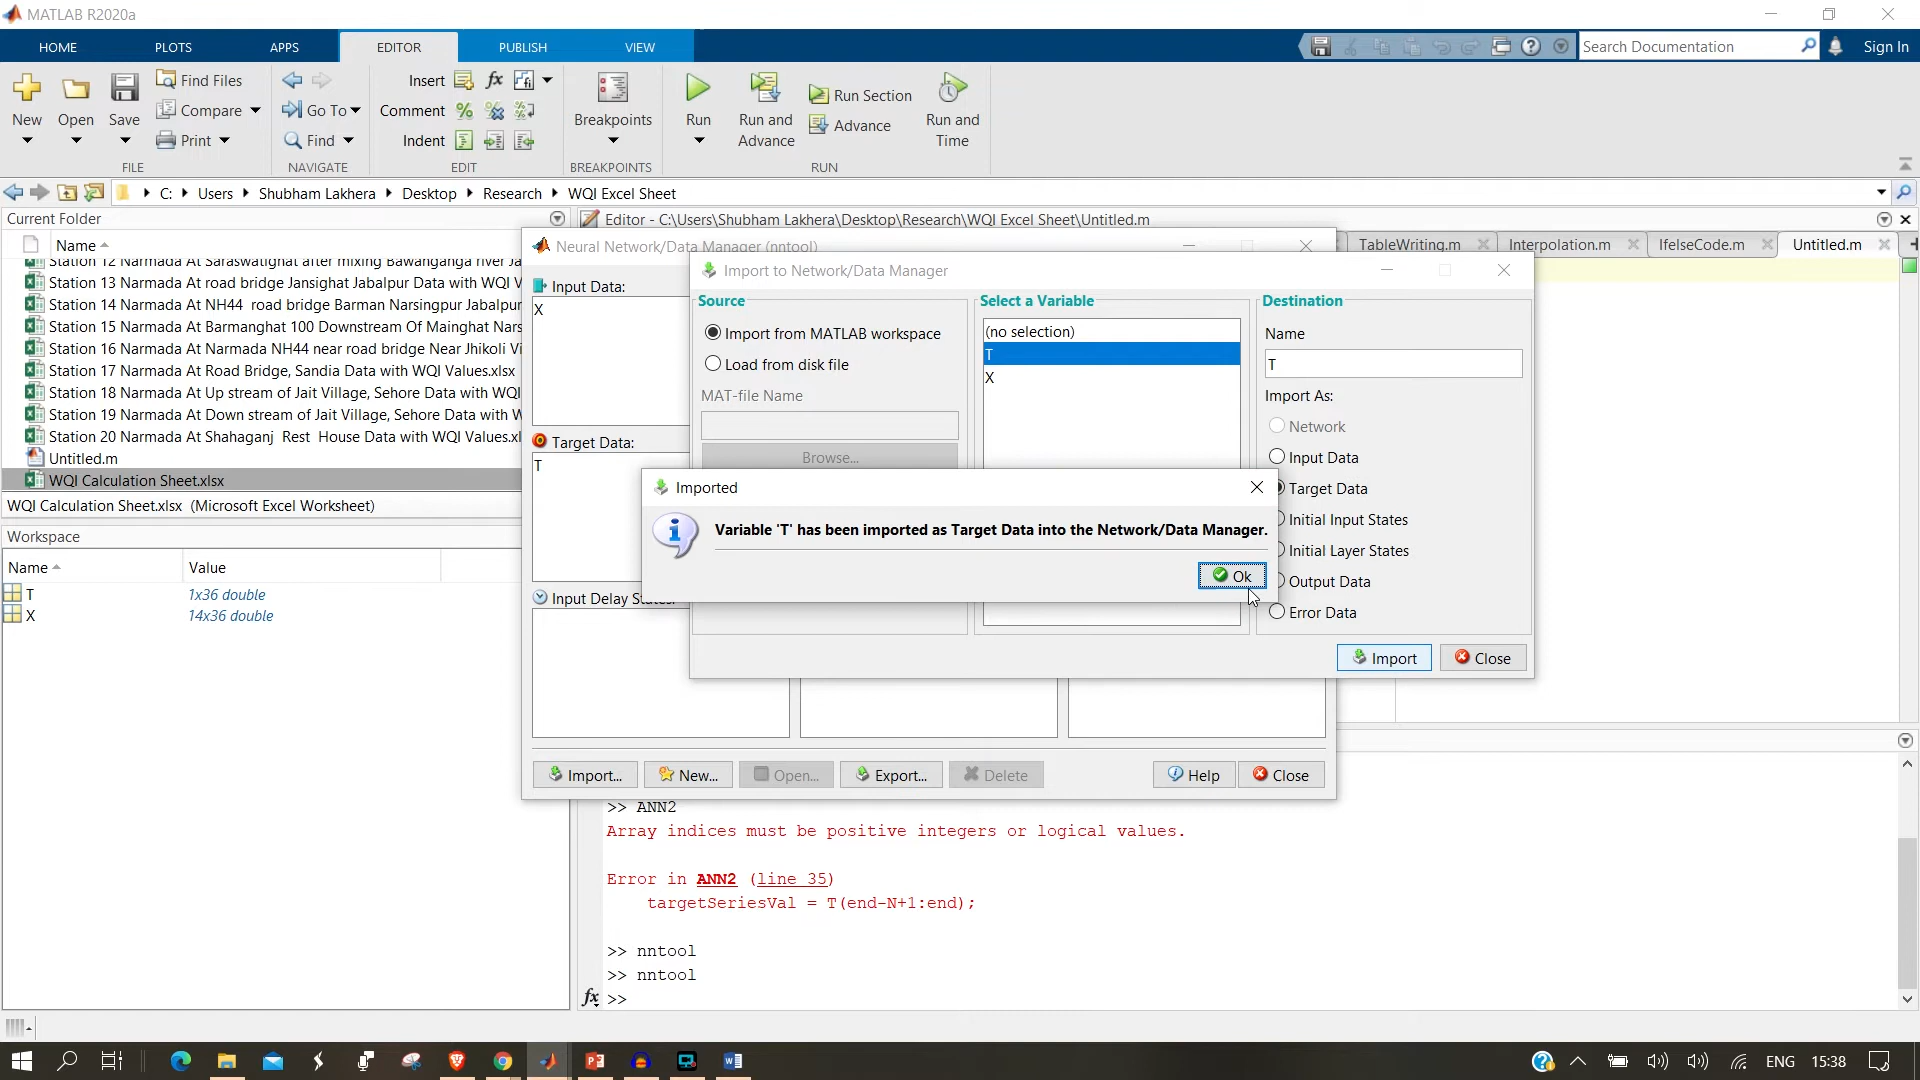 MATLAB R2020a
HOME PLOTS APPS EDITOR PUBLISH VIEW
Search Documentation
Sign In
New Open Save
Find Files
Compare
Print
FILE
Go To
Find
NAVIGATE
Insert
Comment
Indent
EDIT
Breakpoints
BREAKPOINTS
Run
Run and Advance
Run Section
Advance
Run and Time
RUN
C: Users Shubham Lakhera Desktop Research WQI Excel Sheet
Current Folder
Name
Station 12 Narmada At Saraswatighat after mixing Bawanganga river Ja
Station 13 Narmada At road bridge Jansighat Jabalpur Data with WQI V
Station 14 Narmada At NH44 road bridge Barman Narsingpur Jabalpur
Station 15 Narmada At Barmanghat 100 Downstream Of Mainghat Nars
Station 16 Narmada At Narmada NH44 near road bridge Near Jhikoli Vi
Station 17 Narmada At Road Bridge, Sandia Data with WQI Values.xlsx
Station 18 Narmada At Up stream of Jait Village, Sehore Data with WQI
Station 19 Narmada At Down stream of Jait Village, Sehore Data with W
Station 20 Narmada At Shahaganj Rest House Data with WQI Values.xl
Untitled.m
WQI Calculation Sheet.xlsx
WQI Calculation Sheet.xlsx (Microsoft Excel Worksheet)
Workspace
Name Value
T 1x36 double
X 14x36 double
Editor - C:\Users\Shubham Lakhera\Desktop\Research\WQI Excel Sheet\Untitled.m
TableWriting.m Interpolation.m IfelseCode.m Untitled.m
Neural Network/Data Manager (nntool)
Input Data:
X
Target Data:
T
Input Delay States:
Import... New... Open... Export... Delete Help Close
Import to Network/Data Manager
Source
Import from MATLAB workspace
Load from disk file
MAT-file Name
Browse...
Select a Variable
(no selection)
T
X
Destination
Name
T
Import As:
Network
Input Data
Target Data
Initial Input States
Initial Layer States
Output Data
Error Data
Import Close
Imported
Variable 'T' has been imported as Target Data into the Network/Data Manager.
Ok
>> ANN2
Array indices must be positive integers or logical values.
Error in ANN2 (line 35)
targetSeriesVal = T(end-N+1:end);
>> nntool
>> nntool
fx >>
ENG 15:38